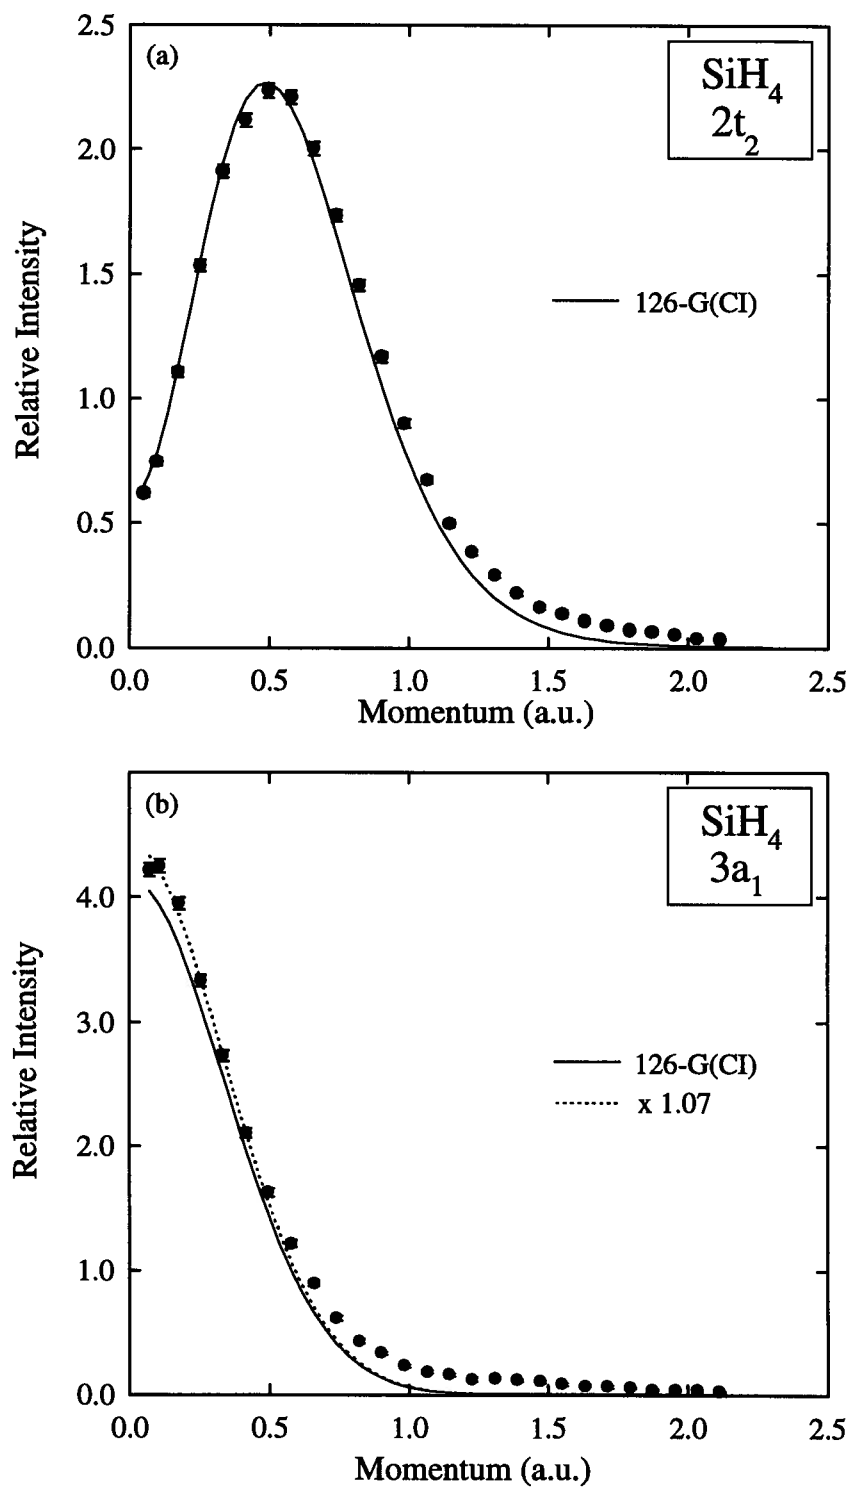 (a)
SiH4
2t2
2.5
2.0
1.5
1.0
0.5
0.0
Relative Intensity
126-G(CI)
0.0 0.5 1.0 1.5 2.0 2.5
Momentum (a.u.)
(b)
SiH4
3a1
4.0
3.0
2.0
1.0
0.0
Relative Intensity
126-G(CI)
x 1.07
0.0 0.5 1.0 1.5 2.0 2.5
Momentum (a.u.)